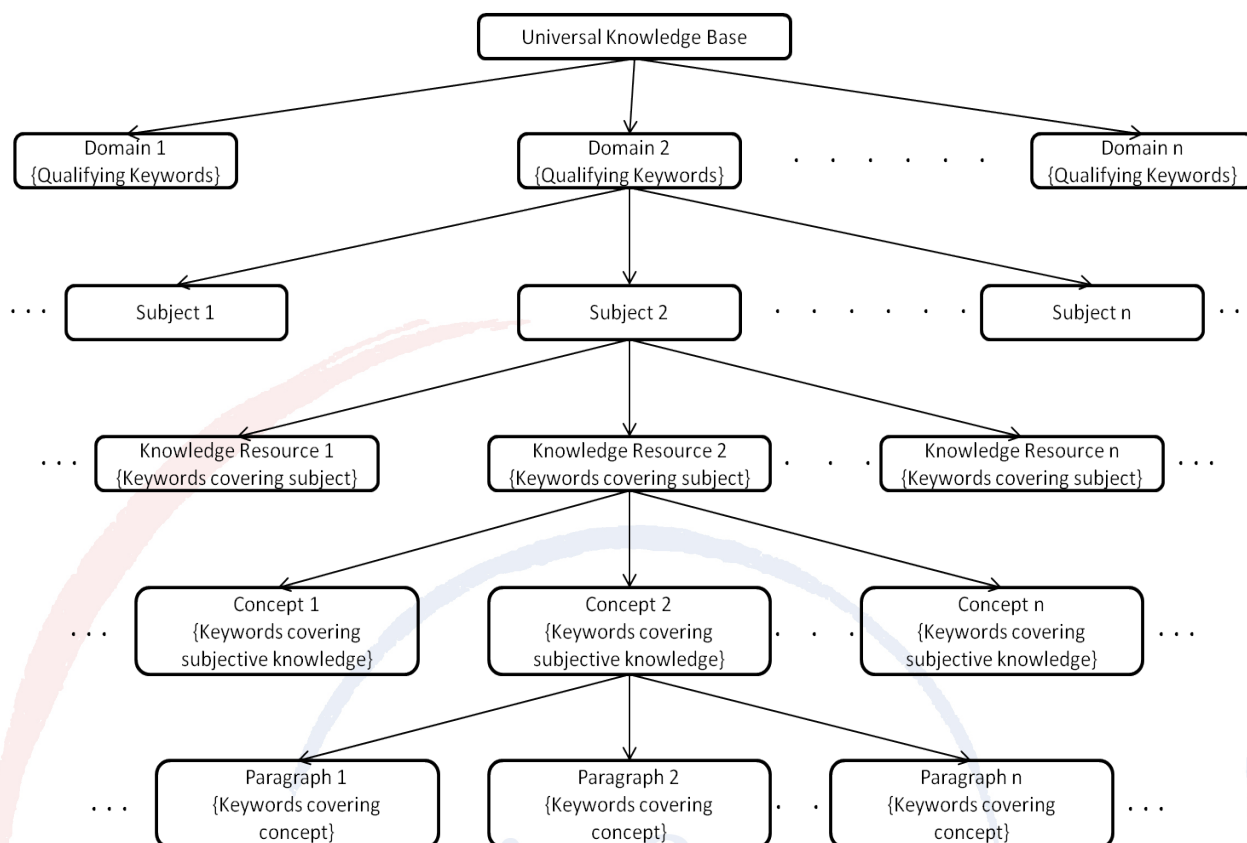 Universal Knowledge Base
Domain 1
{Qualifying Keywords}
Domain 2
{Qualifying Keywords}
. . . . . .
Domain n
{Qualifying Keywords}
. . .
Subject 1
Subject 2
. . . . . .
Subject n
. .
. . .
Knowledge Resource 1
{Keywords covering subject}
Knowledge Resource 2
{Keywords covering subject}
. . .
Knowledge Resource n
{Keywords covering subject}
. . .
. . .
Concept 1
{Keywords covering
subjective knowledge}
Concept 2
{Keywords covering
subjective knowledge}
. . .
Concept n
{Keywords covering
subjective knowledge}
. . .
. . .
Paragraph 1
{Keywords covering
concept}
Paragraph 2
{Keywords covering
concept}
. .
Paragraph n
{Keywords covering
concept}
. . .